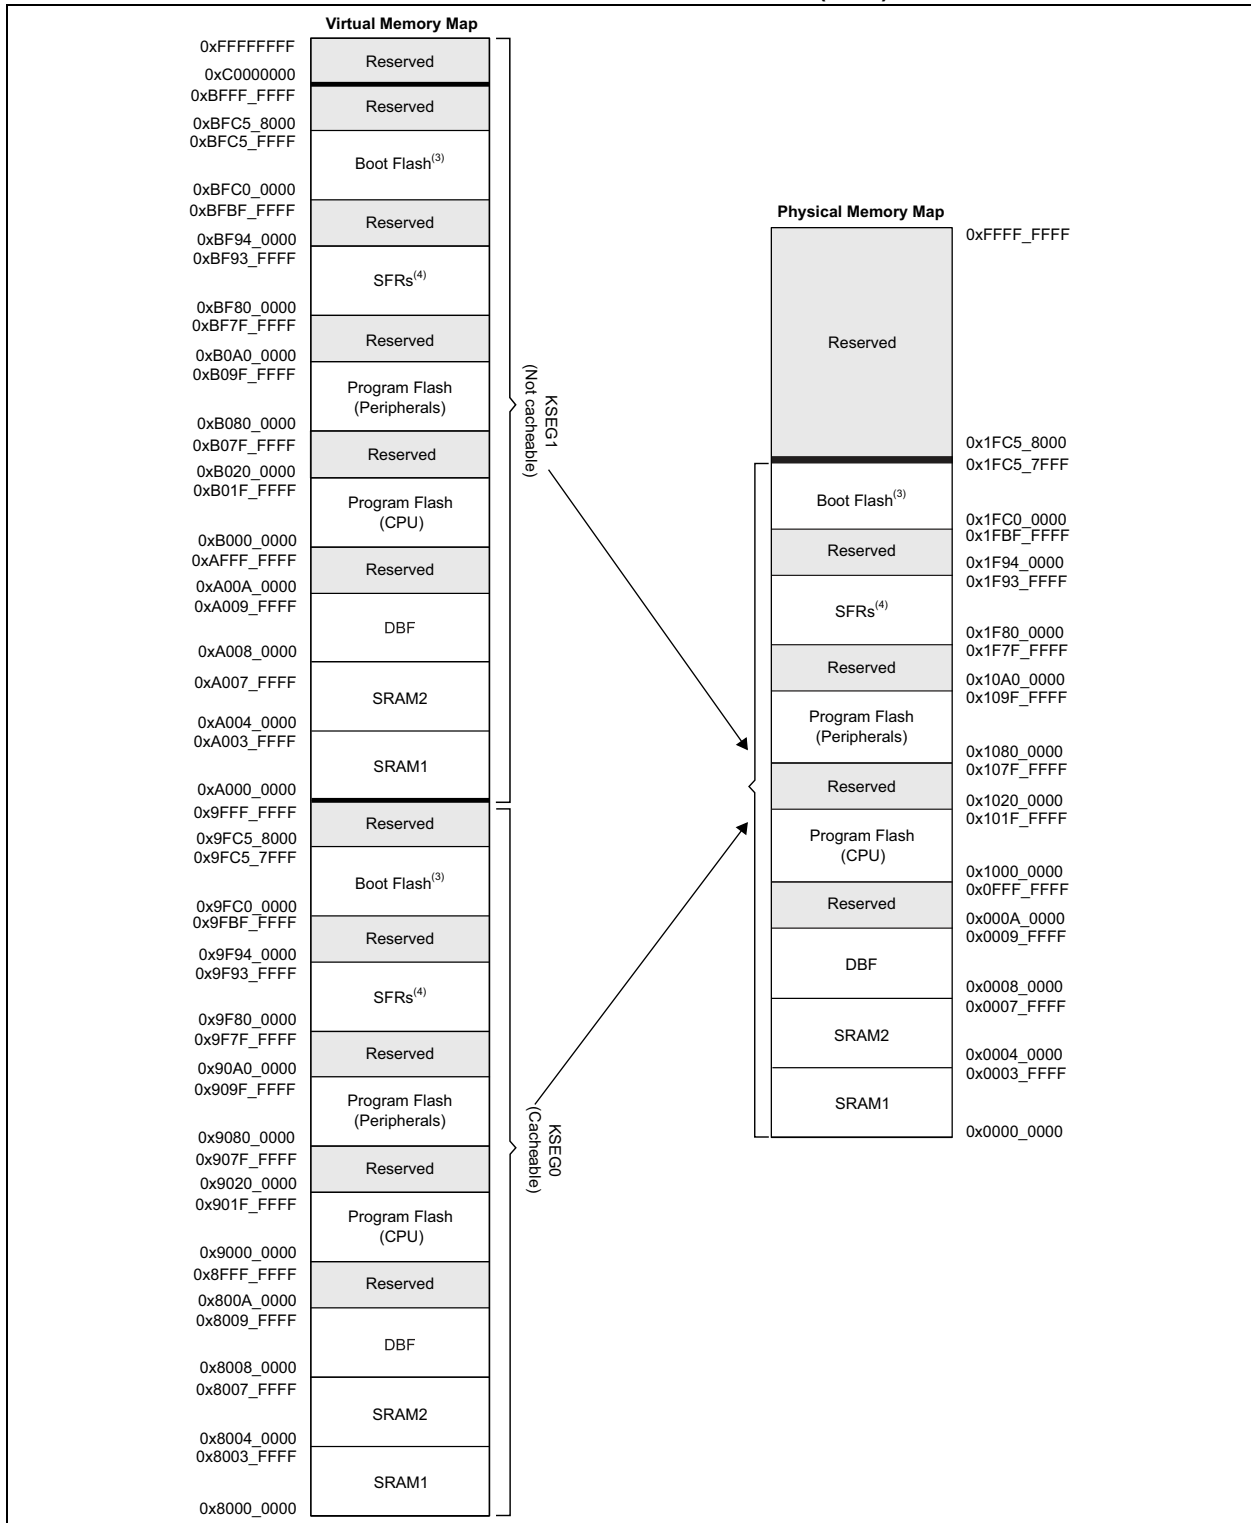 Virtual Memory Map
0xFFFFFFFF
Reserved
0xC0000000
0xBFFF_FFFF
Reserved
0xBFC5_8000
0xBFC5_FFFF
Boot Flash(3)
0xBFC0_0000
0xBFBF_FFFF
Reserved
0xBF94_0000
0xBF93_FFFF
SFRs(4)
0xBF80_0000
0xBF7F_FFFF
Reserved
0xB0A0_0000
0xB09F_FFFF
Program Flash
(Peripherals)
0xB080_0000
0xB07F_FFFF
Reserved
0xB020_0000
0xB01F_FFFF
Program Flash
(CPU)
0xB000_0000
0xAFFF_FFFF
Reserved
0xA00A_0000
0xA009_FFFF
DBF
0xA008_0000
0xA007_FFFF
SRAM2
0xA004_0000
0xA003_FFFF
SRAM1
0xA000_0000
0x9FFF_FFFF
Reserved
0x9FC5_8000
0x9FC5_7FFF
Boot Flash(3)
0x9FC0_0000
0x9FBF_FFFF
Reserved
0x9F94_0000
0x9F93_FFFF
SFRs(4)
0x9F80_0000
0x9F7F_FFFF
Reserved
0x90A0_0000
0x909F_FFFF
Program Flash
(Peripherals)
0x9080_0000
0x907F_FFFF
Reserved
0x9020_0000
0x901F_FFFF
Program Flash
(CPU)
0x9000_0000
0x8FFF_FFFF
Reserved
0x800A_0000
0x8009_FFFF
DBF
0x8008_0000
0x8007_FFFF
SRAM2
0x8004_0000
0x8003_FFFF
SRAM1
0x8000_0000
KSEG1
(Not cacheable)
KSEG0
(Cacheable)
Physical Memory Map
0xFFFF_FFFF
Reserved
0x1FC5_8000
0x1FC5_7FFF
Boot Flash(3)
0x1FC0_0000
0x1FBF_FFFF
Reserved
0x1F94_0000
0x1F93_FFFF
SFRs(4)
0x1F80_0000
0x1F7F_FFFF
Reserved
0x10A0_0000
0x109F_FFFF
Program Flash
(Peripherals)
0x1080_0000
0x107F_FFFF
Reserved
0x1020_0000
0x101F_FFFF
Program Flash
(CPU)
0x1000_0000
0x0FFF_FFFF
Reserved
0x000A_0000
0x0009_FFFF
DBF
0x0008_0000
0x0007_FFFF
SRAM2
0x0004_0000
0x0003_FFFF
SRAM1
0x0000_0000